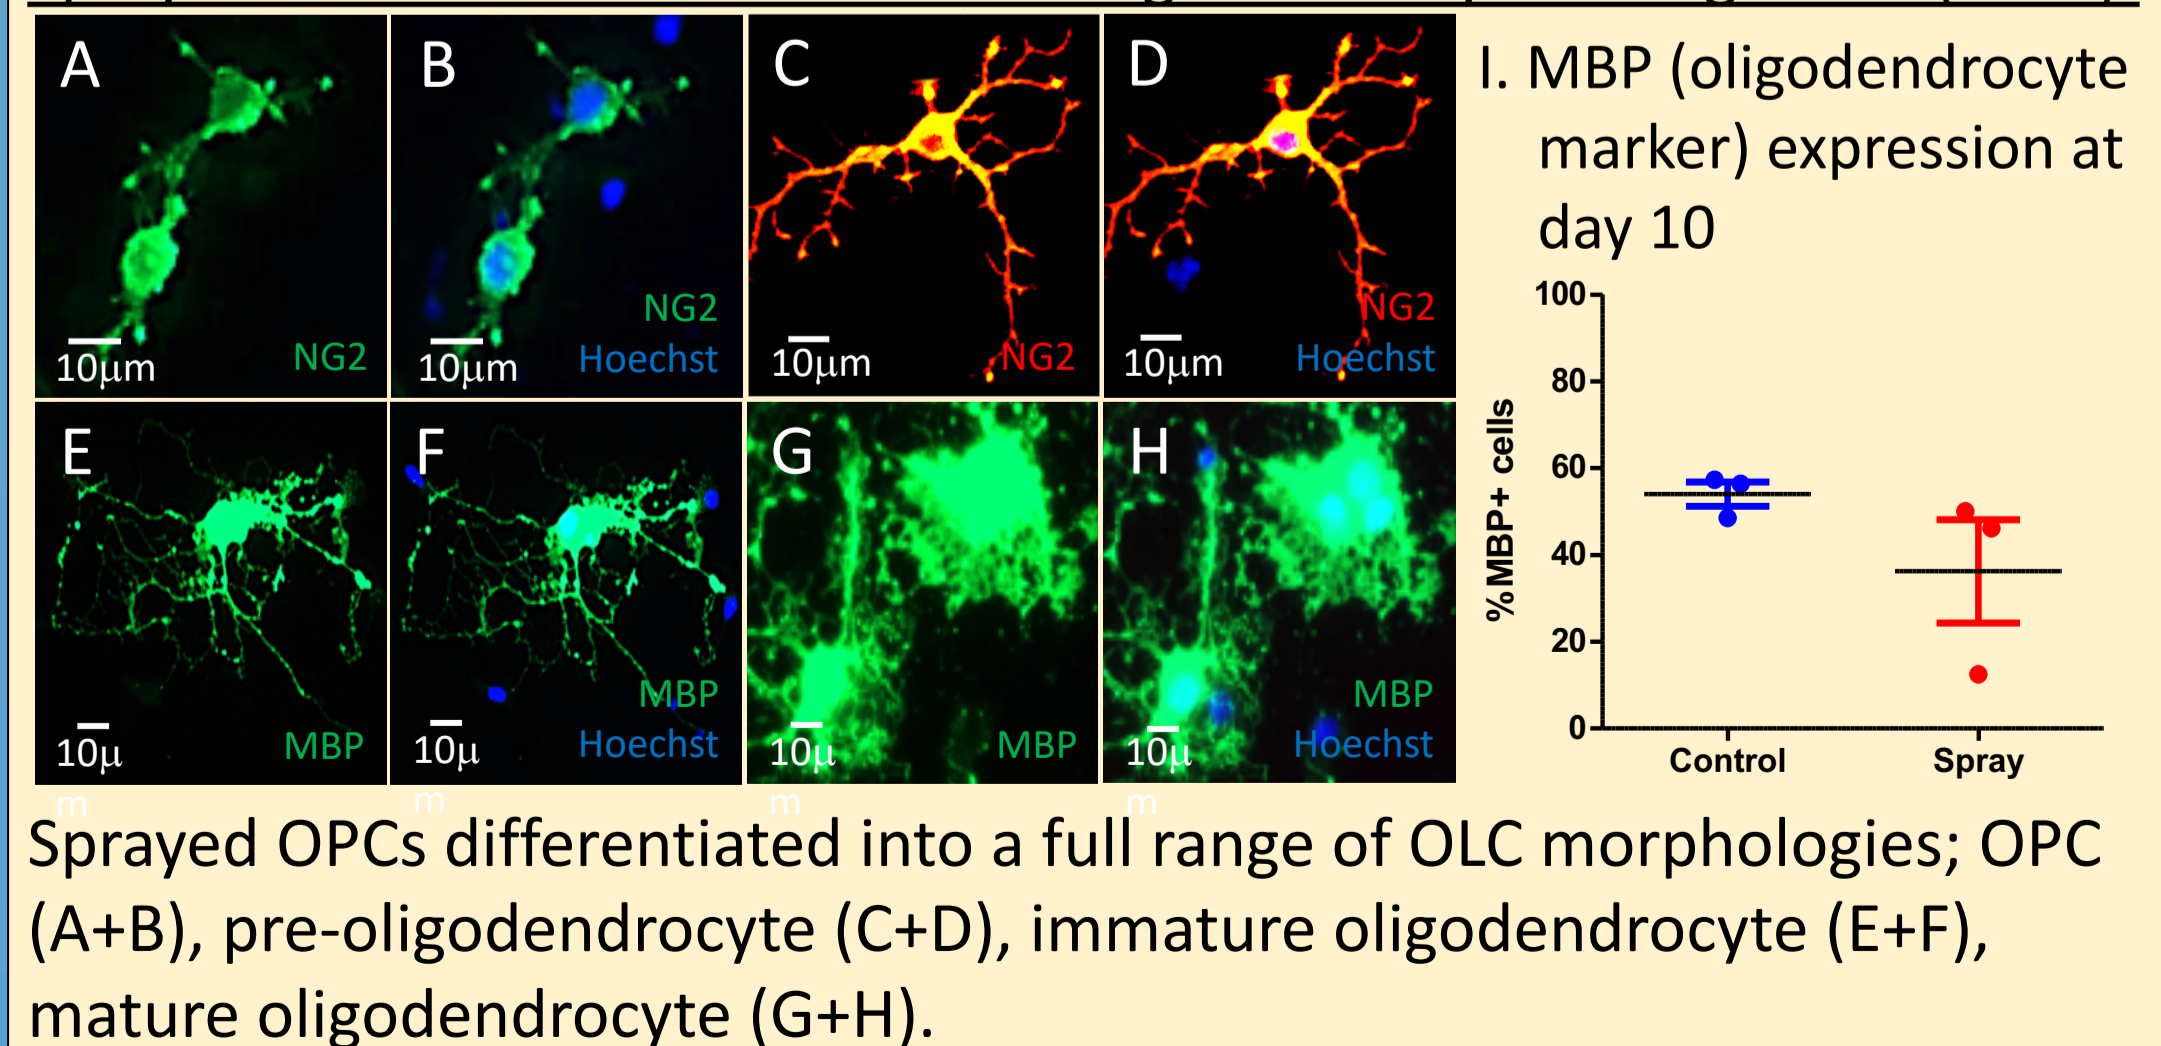 A
NG2
10μm
B
NG2
Hoechst
10μm
C
NG2
10μm
D
NG2
Hoechst
10μm
E
MBP
10μ
m
F
MBP
Hoechst
10μ
m
G
MBP
10μ
m
H
MBP
Hoechst
10μ
m
I. MBP (oligodendrocyte
marker) expression at
day 10
%MBP+ cells
100
80
60
40
20
0
Control
Spray
Sprayed OPCs differentiated into a full range of OLC morphologies; OPC
(A+B), pre-oligodendrocyte (C+D), immature oligodendrocyte (E+F),
mature oligodendrocyte (G+H).